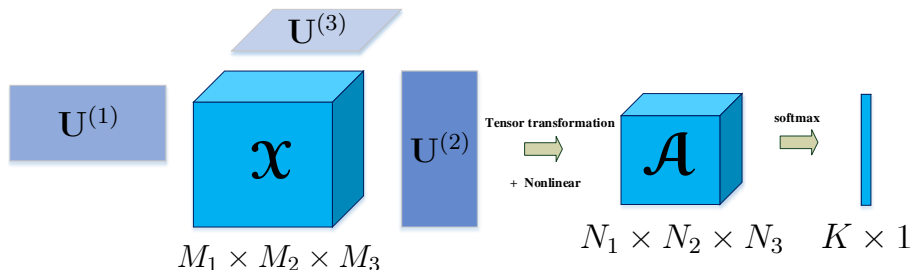 U^(3)
U^(1)
𝒳
U^(2)
Tensor transformation
+ Nonlinear
𝒜
softmax
M₁ × M₂ × M₃
N₁ × N₂ × N₃
K × 1